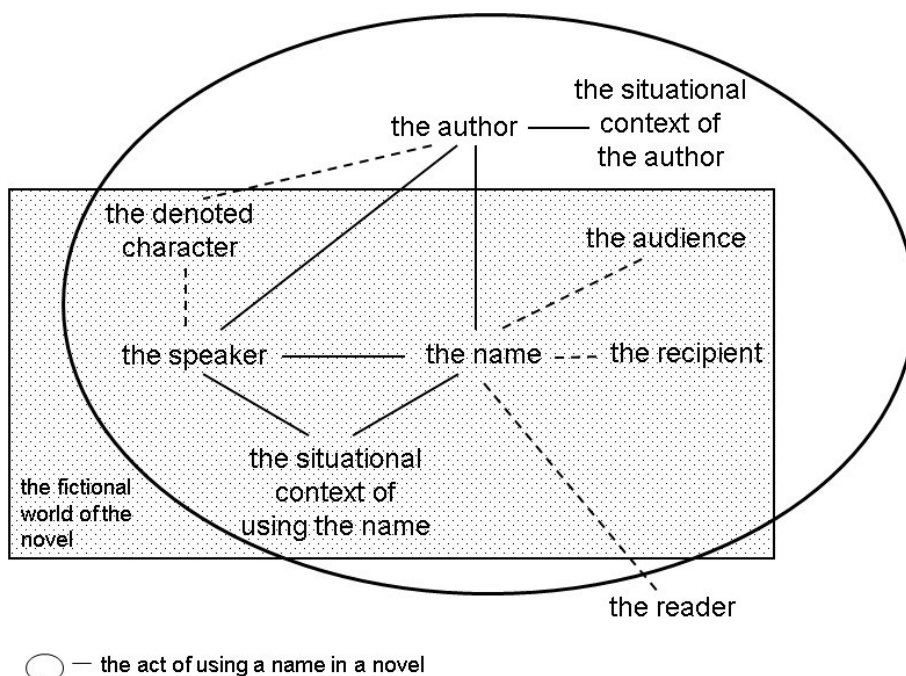 the situational
context of
the author
the author
the denoted
character
the audience
the speaker
the name
the recipient
the situational
context of
using the name
the fictional
world of the
novel
the reader
— the act of using a name in a novel